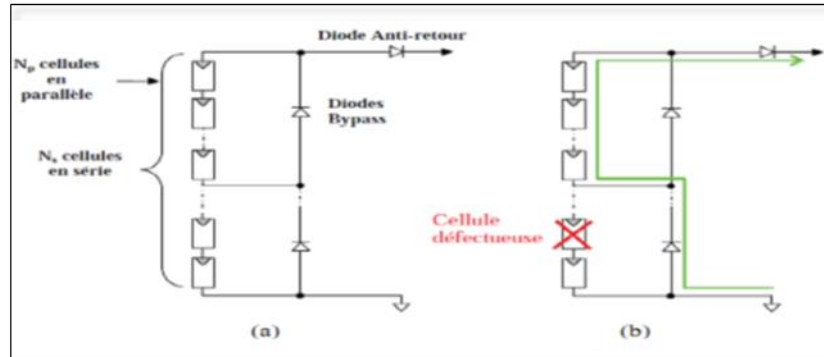 Diode Anti-retour
Np cellules
en
parallèle
Diodes
Bypass
Ns cellules
en série
Cellule
défectueuse
(a)
(b)